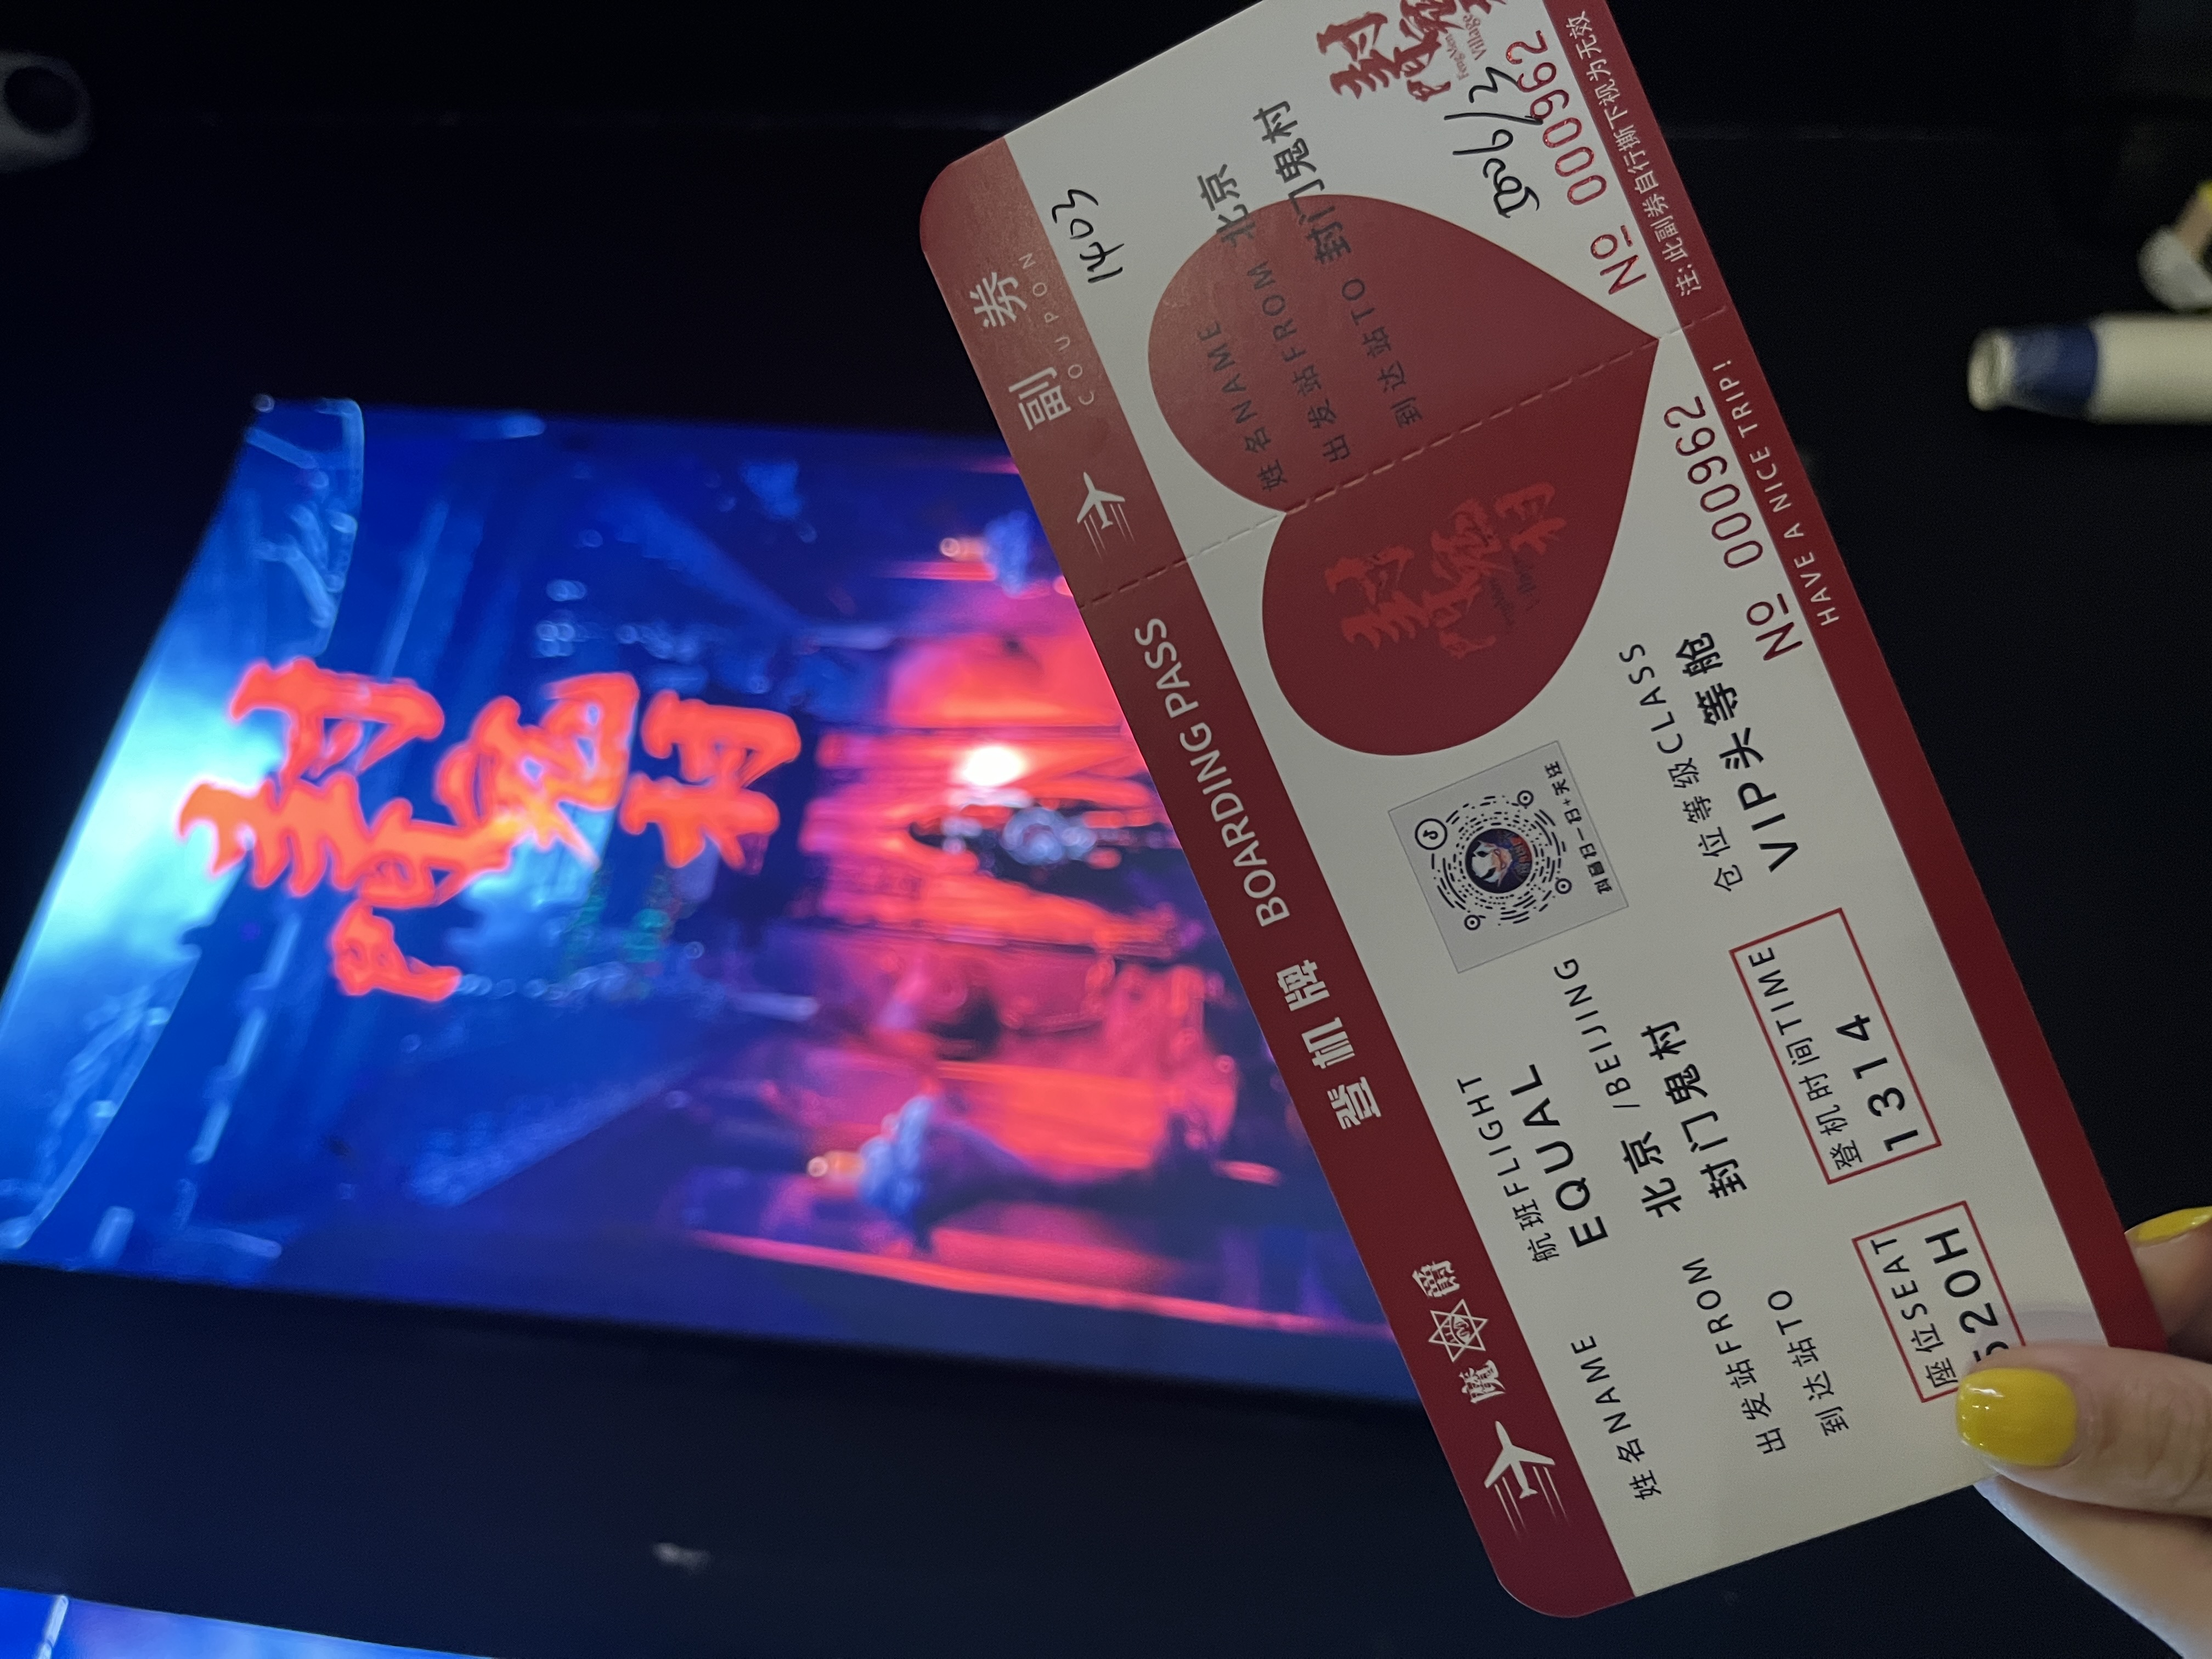 封門鬼村
魔爵
登机牌 BOARDING PASS
副券
COUPON
1403
姓名NAME
航班FLIGHT
EQUAL
出发站FROM
北京 /BEIJING
到达站TO
封门鬼村
座位SEAT
520H
登机时间TIME
1314
抖音扫一扫+关注
仓位等级CLASS
VIP头等舱
封門鬼村
FengMen
Village
№ 000962
HAVE A NICE TRIP!
姓名NAME
出发站FROM 北京
到达站TO 封门鬼村
封門鬼
FengMen
Village
№ 000962
注:此副券自行撕下视为无效